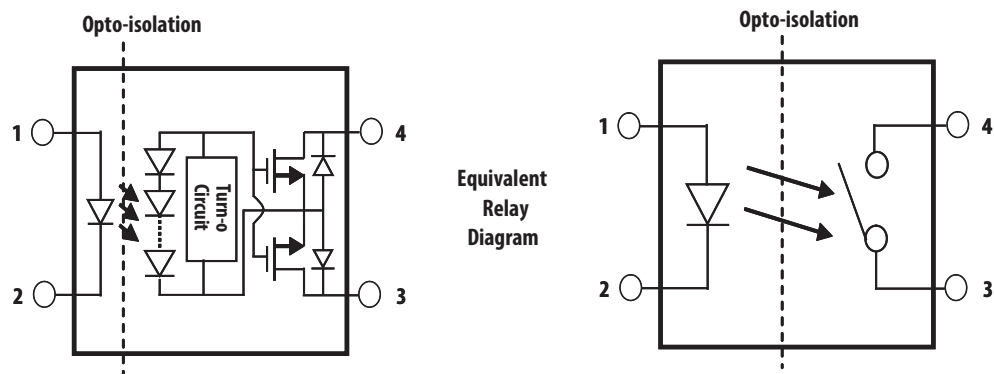 Opto-isolation
1
4
Turn-o
Circuit
2
3
Equivalent
Relay
Diagram
Opto-isolation
1
4
2
3